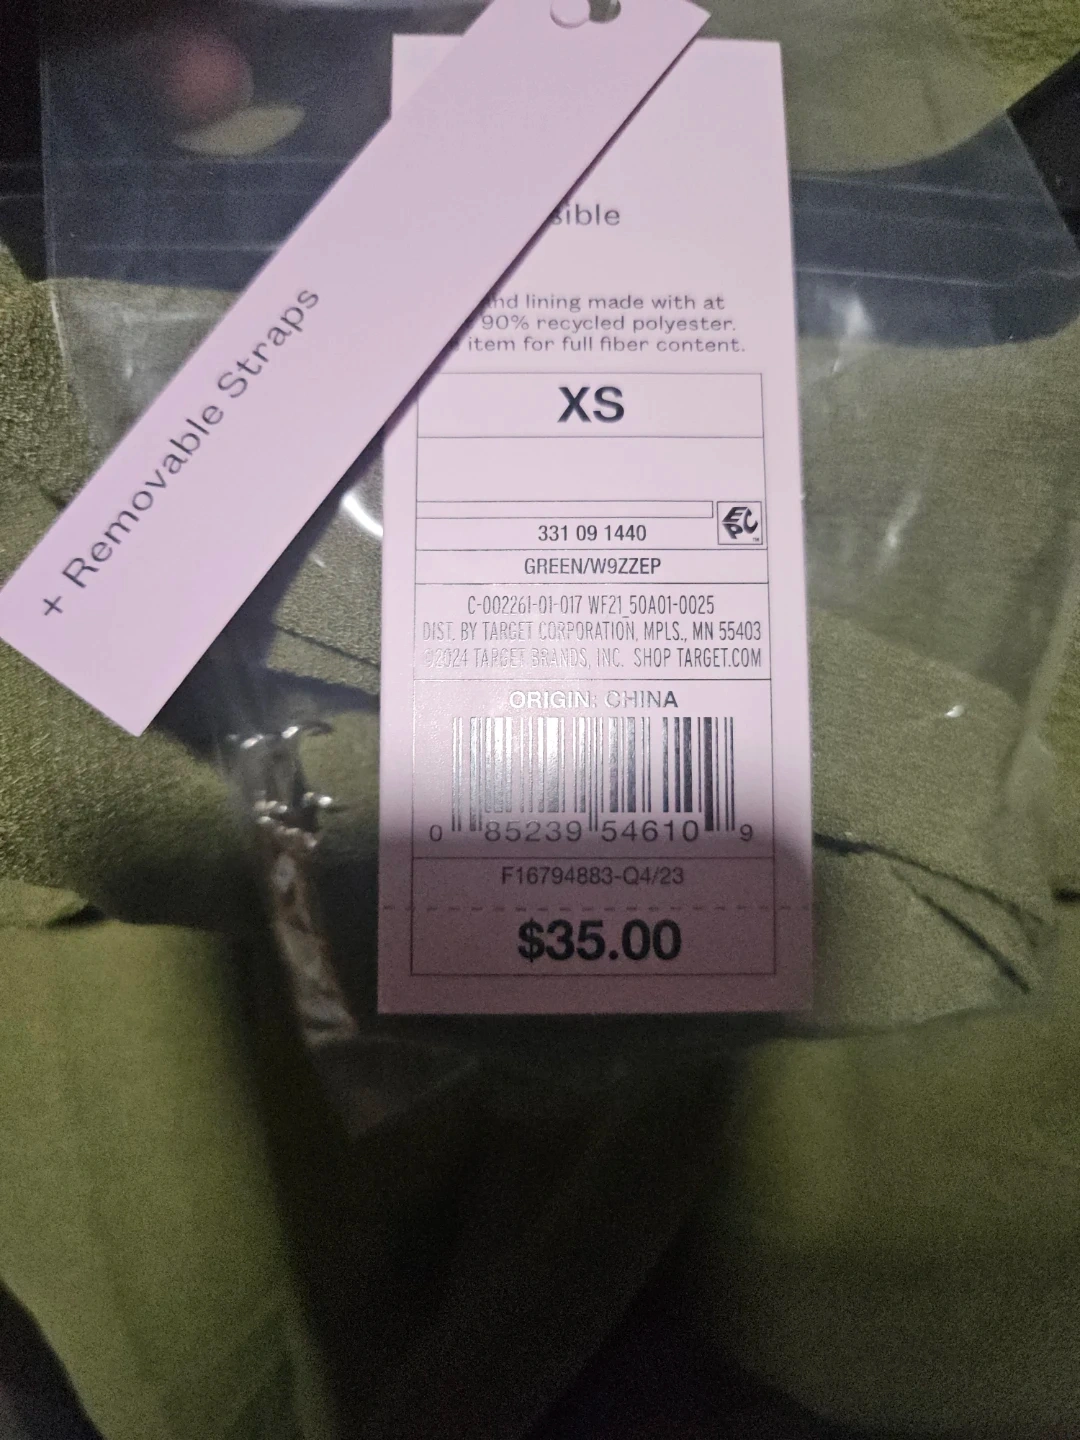 + Removable Straps
lining made with at
90% recycled polyester.
item for full fiber content.
XS
EPC
331 09 1440
GREEN/W9ZZEP
C-002261-01-017 WF21_50A01-0025
DIST. BY TARGET CORPORATION, MPLS., MN 55403
©2024 TARGET BRANDS, INC. SHOP TARGET.COM
ORIGIN: CHINA
0 85239 54610 9
F16794883-Q4/23
$35.00